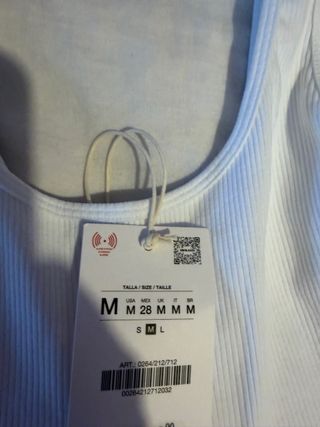 TALLA / SIZE / TAILLE
M USA MEX UK IT BR
M 28 M M M
S M L
ART.: 0264/212/712
00264212712032